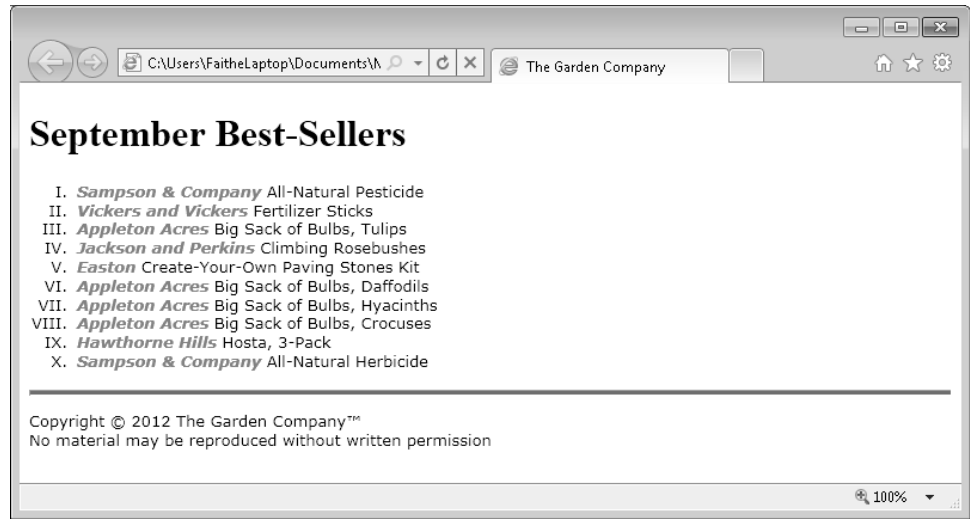 C:\Users\FaitheLaptop\Documents\
The Garden Company
September Best-Sellers
I. Sampson & Company All-Natural Pesticide
II. Vickers and Vickers Fertilizer Sticks
III. Appleton Acres Big Sack of Bulbs, Tulips
IV. Jackson and Perkins Climbing Rosebushes
V. Easton Create-Your-Own Paving Stones Kit
VI. Appleton Acres Big Sack of Bulbs, Daffodils
VII. Appleton Acres Big Sack of Bulbs, Hyacinths
VIII. Appleton Acres Big Sack of Bulbs, Crocuses
IX. Hawthorne Hills Hosta, 3-Pack
X. Sampson & Company All-Natural Herbicide
Copyright © 2012 The Garden Company™
No material may be reproduced without written permission
100%